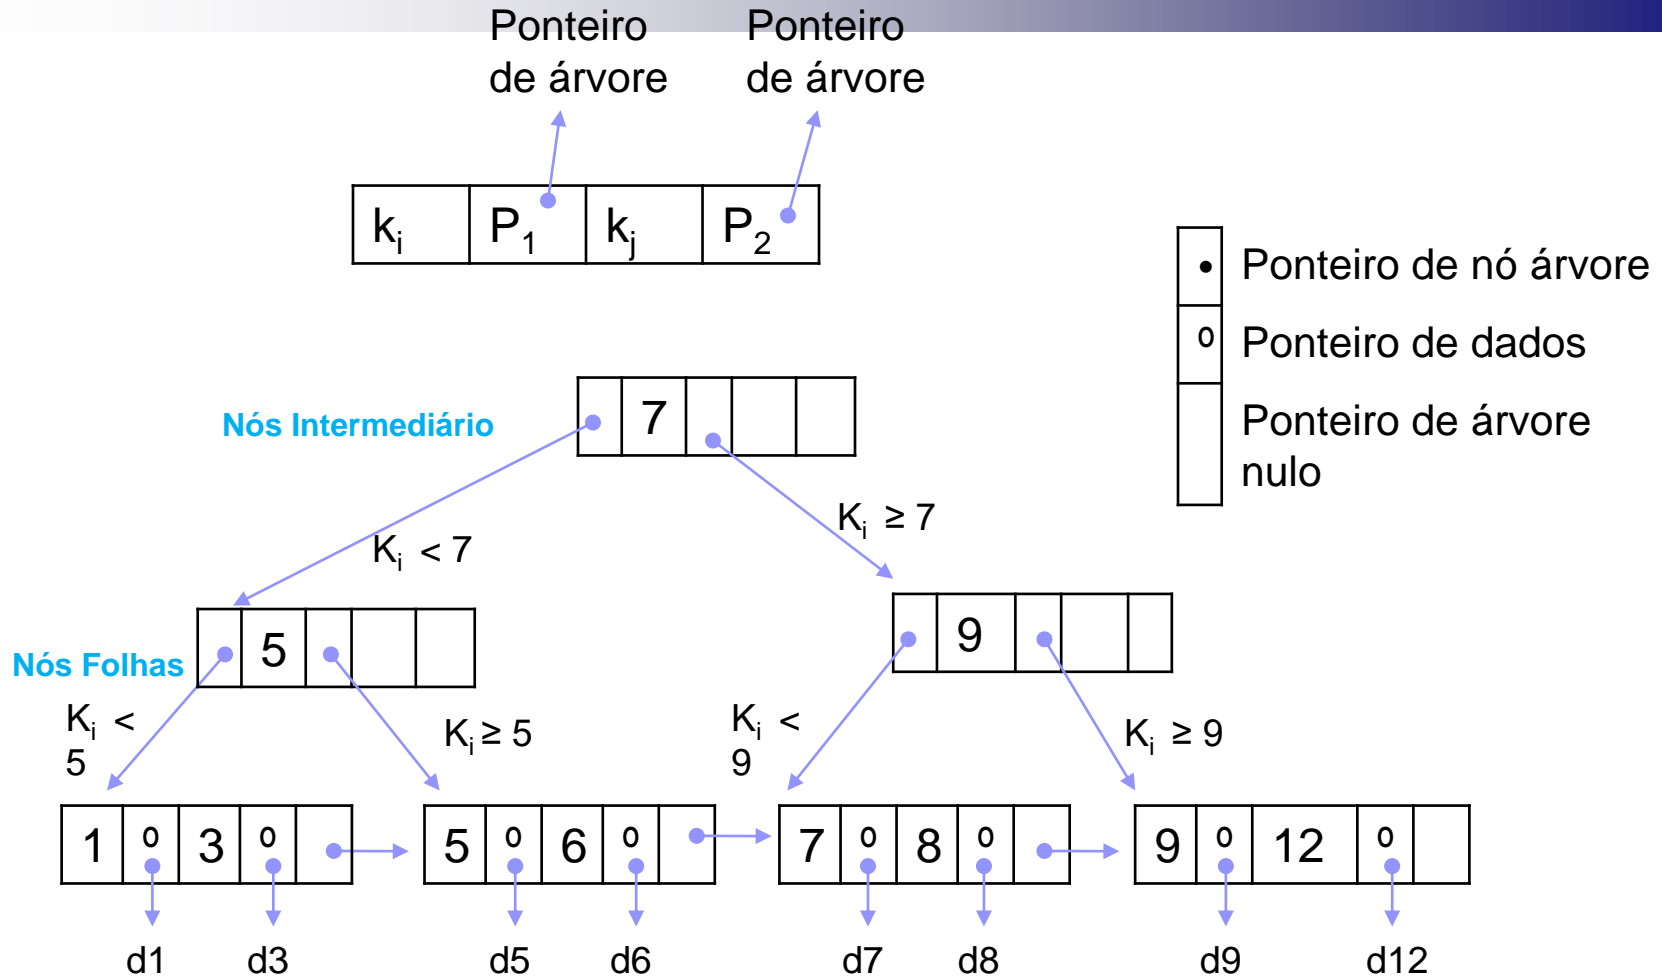 Ponteiro de árvore
Ponteiro de árvore
ki P1 kj P2
Ponteiro de nó árvore
o Ponteiro de dados
Ponteiro de árvore nulo
Nós Intermediário
7
Ki < 7
Ki ≥ 7
Nós Folhas
5
9
Ki < 5
Ki ≥ 5
Ki < 9
Ki ≥ 9
1 o 3 o
5 o 6 o
7 o 8 o
9 o 12 o
d1 d3 d5 d6 d7 d8 d9 d12